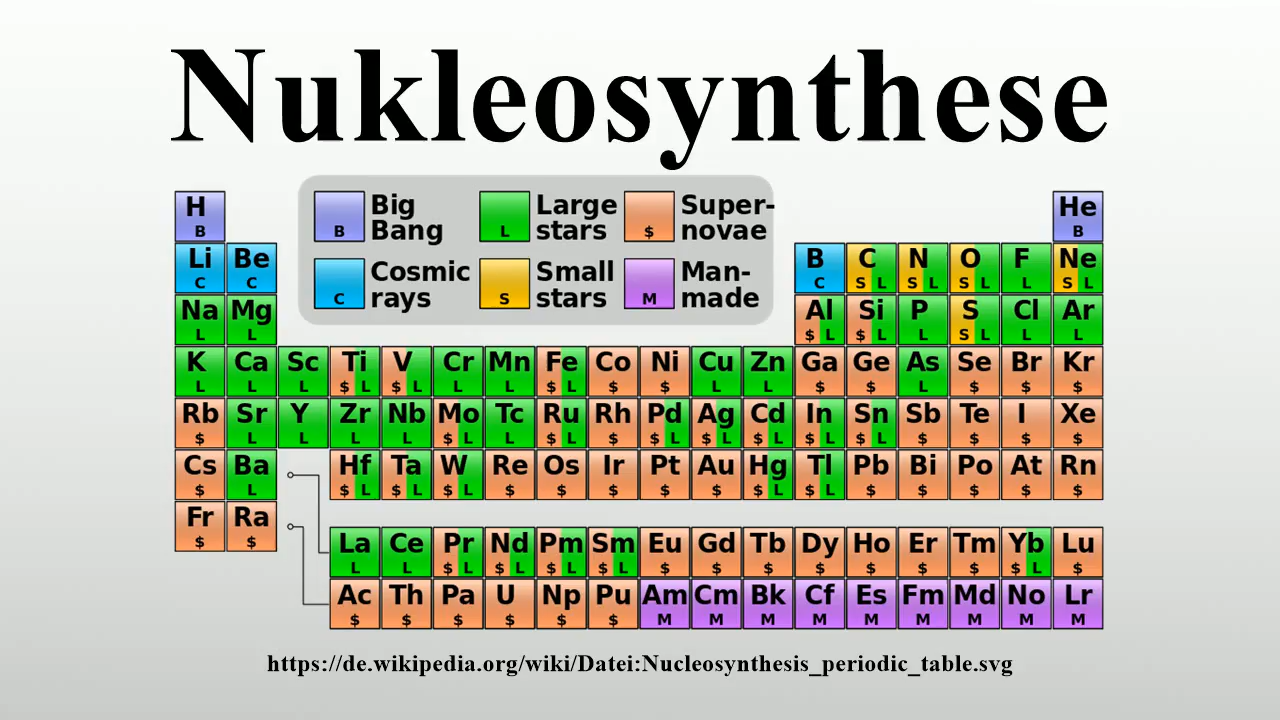 Nukleosynthese
H He
B B
Big Large Super-
Bang stars novae
B L $
Cosmic Small Man-
rays stars made
C S M
Li Be B C N O F Ne
C C C S L S L S L L S L
Na Mg Al Si P S Cl Ar
L L $ L $ L L S L L L
K Ca Sc Ti V Cr Mn Fe Co Ni Cu Zn Ga Ge As Se Br Kr
L L L $ L $ L L L $ L $ $ L L $ $ L $ $ $
Rb Sr Y Zr Nb Mo Tc Ru Rh Pd Ag Cd In Sn Sb Te I Xe
$ L L L L $ L L $ L $ $ L $ L $ L $ L $ L $ $ $ $
Cs Ba Hf Ta W Re Os Ir Pt Au Hg Tl Pb Bi Po At Rn
$ L $ L $ L $ L $ $ $ $ $ $ L $ L $ $ $ $ $
Fr Ra
$ $
La Ce Pr Nd Pm Sm Eu Gd Tb Dy Ho Er Tm Yb Lu
L L $ L $ L $ L $ L $ $ $ $ $ $ $ $ L $
Ac Th Pa U Np Pu Am Cm Bk Cf Es Fm Md No Lr
$ $ $ $ $ $ M M M M M M M M M
https://de.wikipedia.org/wiki/Datei:Nucleosynthesis_periodic_table.svg